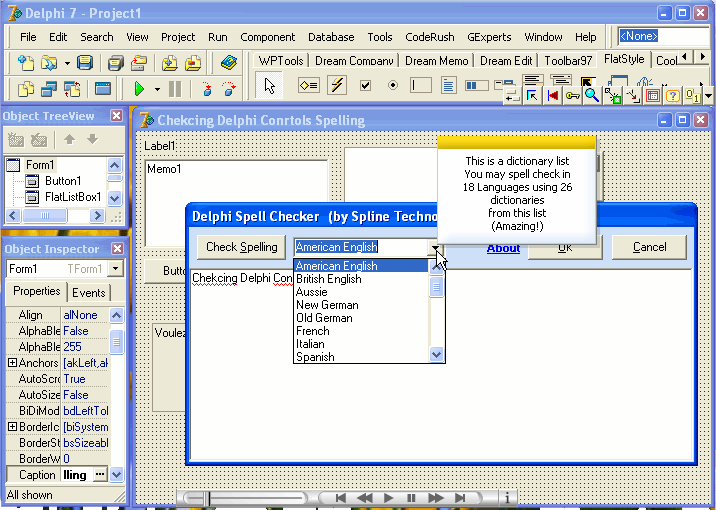 Delphi 7 - Project1
File Edit Search View Project Run Component Database Tools CodeRush GExperts Window Help
<None>
WPTools Dream Company Dream Memo Dream Edit Toolbar97 FlatStyle Cool
Object TreeView
Form1
Button1
FlatListBox1
Object Inspector
Form1 TForm1
Properties Events
Align alNone
AlphaBle False
AlphaBle 255
Anchors [akLeft,ak
AutoScro True
AutoSize False
BiDiMod bdLeftTol
BorderIc [biSystem
BorderSt bsSizeabl
BorderW 0
Caption lling ...
All shown
Chekcing Delphi Conrtols Spelling
Label1
Memo1
Butto
Voulez
This is a dictionary list
You may spell check in
18 Languages using 26
dictionaries
from this list
(Amazing!)
Delphi Spell Checker (by Spline Techno
Check Spelling
American English
About
OK
Cancel
Chekcing Delphi Con
American English
British English
Aussie
New German
Old German
French
Italian
Spanish